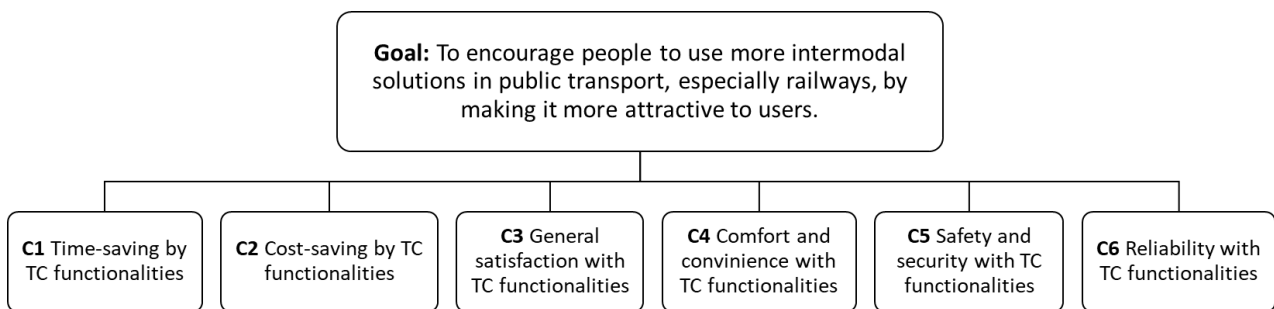 Goal: To encourage people to use more intermodal
solutions in public transport, especially railways, by
making it more attractive to users.
C1 Time-saving by
TC functionalities
C2 Cost-saving by TC
functionalities
C3 General
satisfaction with
TC functionalities
C4 Comfort and
convinience with
TC functionalities
C5 Safety and
security with TC
functionalities
C6 Reliability with
TC functionalities